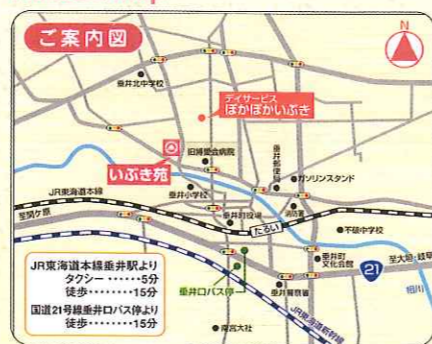 ご案内図
N
垂井北中学校
デイサービス
ぽかぽかいぶき
いぶき苑
旧博愛会病院
垂井郵便局
ガソリンスタンド
垂井小学校
JR東海道本線
至関ケ原
垂井町役場
たるい
消防署
不破中学校
垂井町
文化会館
21
至大垣・岐阜
相川
垂井口バス停
垂井警察署
JR東海道新幹線
南宮大社
JR東海道本線垂井駅より
タクシー・・・・・・5分
徒歩・・・・・・・・15分
国道21号線垂井口バス停より
徒歩・・・・・・・・15分